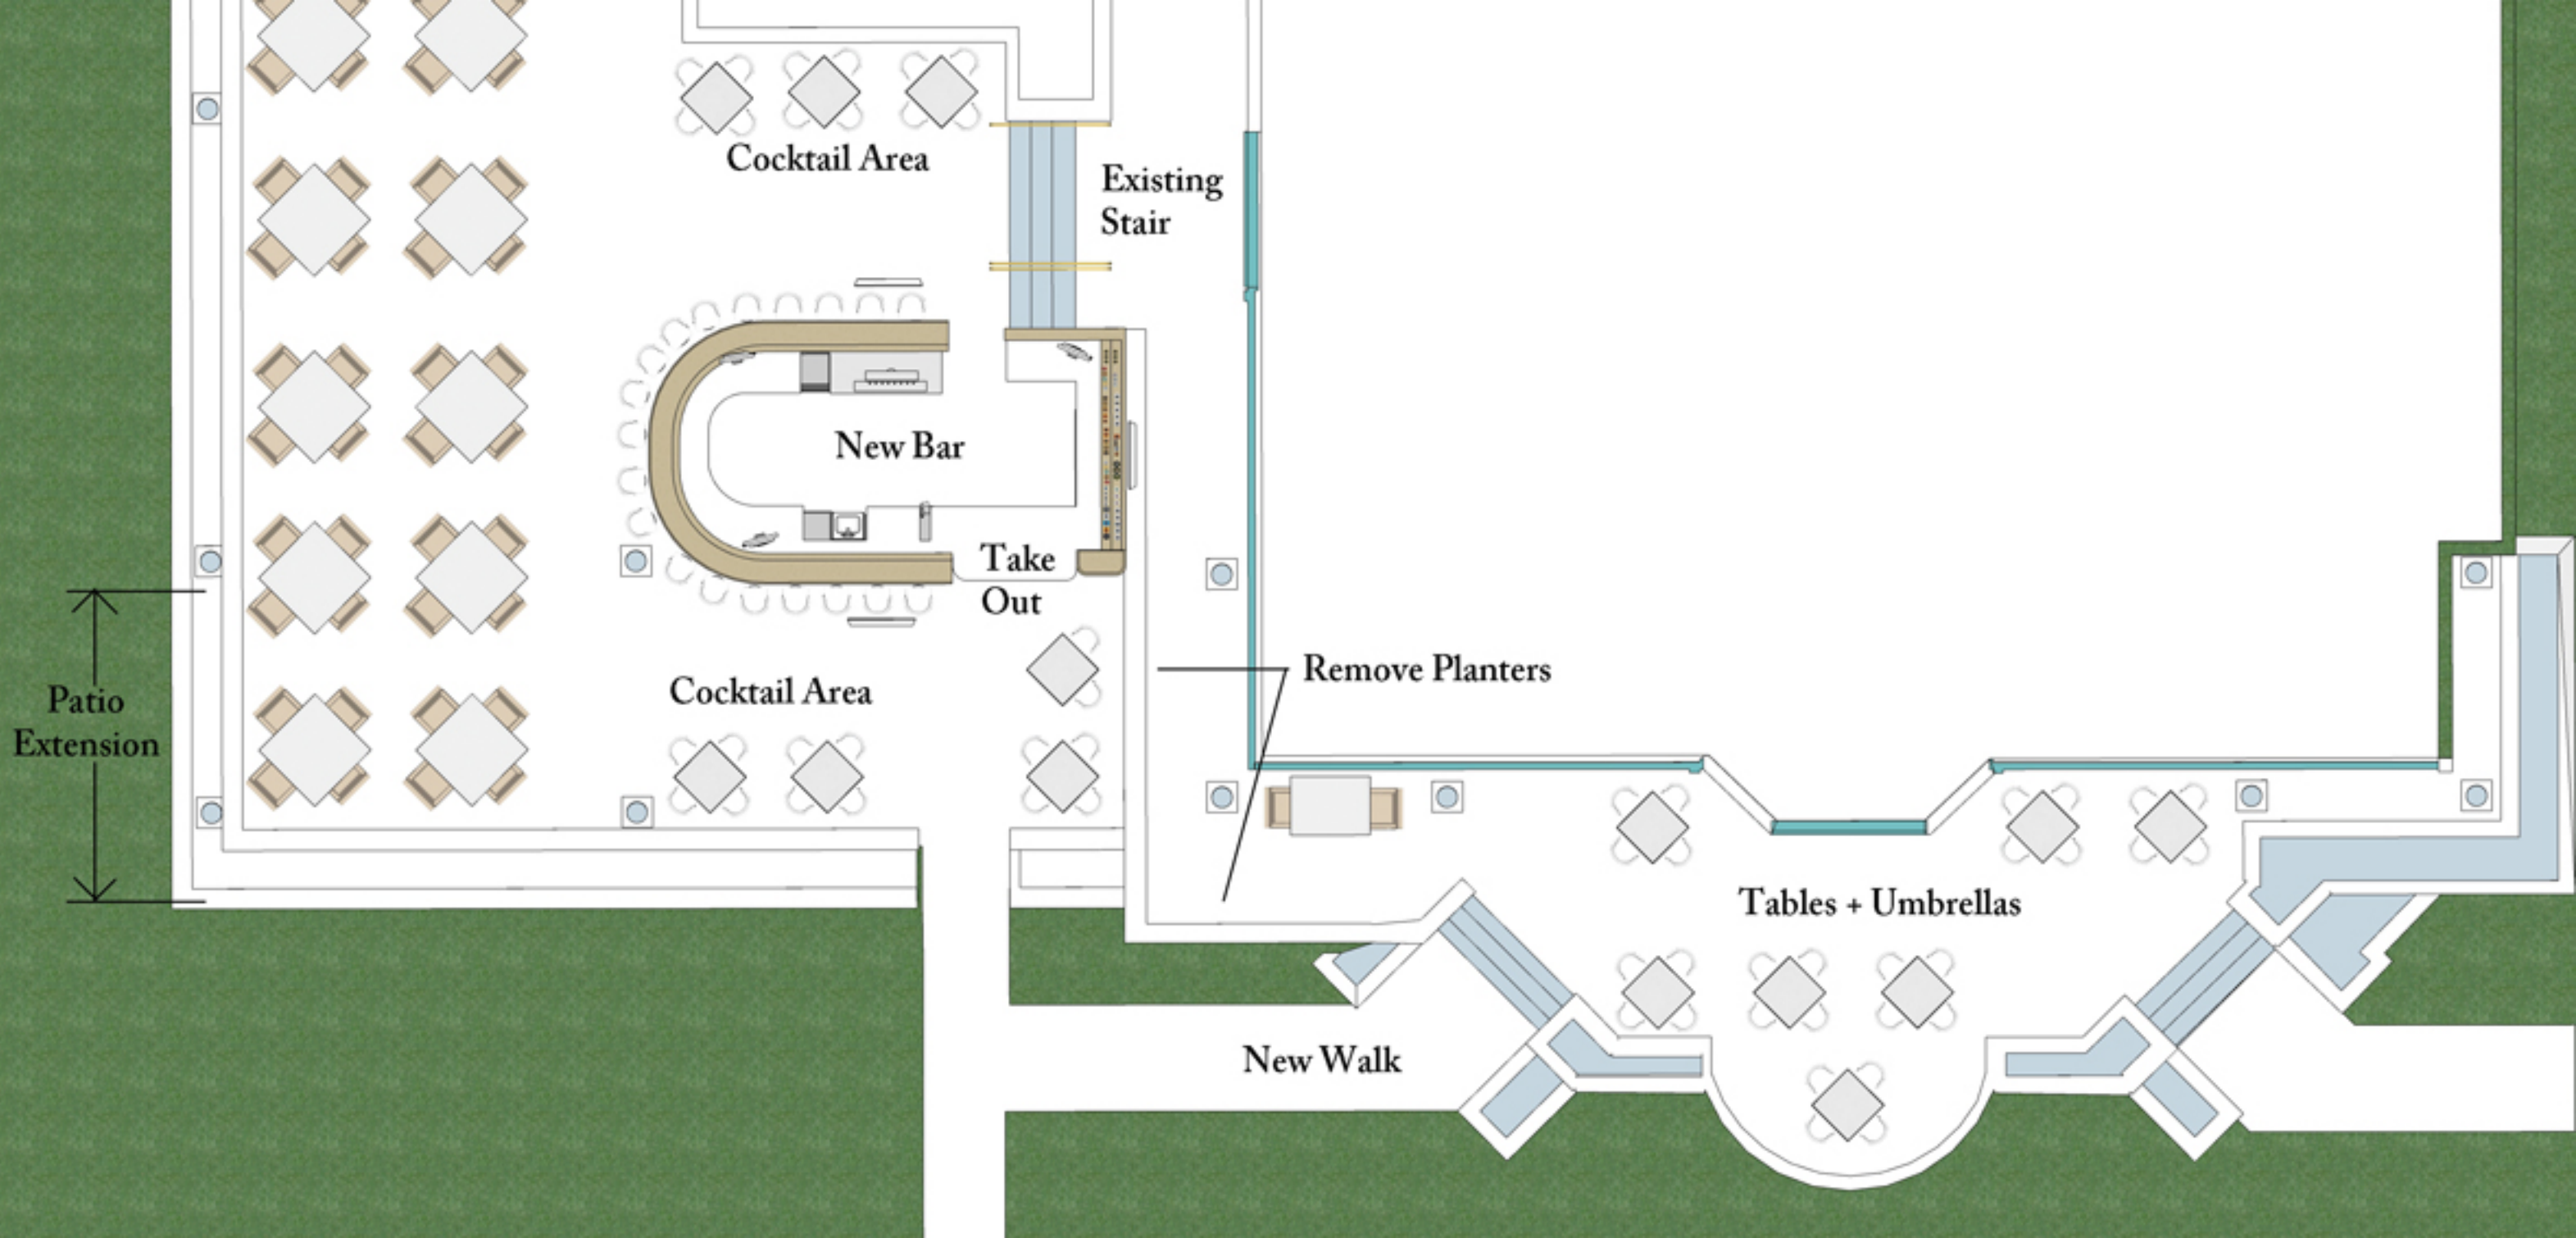 Cocktail Area
Existing
Stair
New Bar
Take
Out
Remove Planters
Cocktail Area
Patio
Extension
Tables + Umbrellas
New Walk